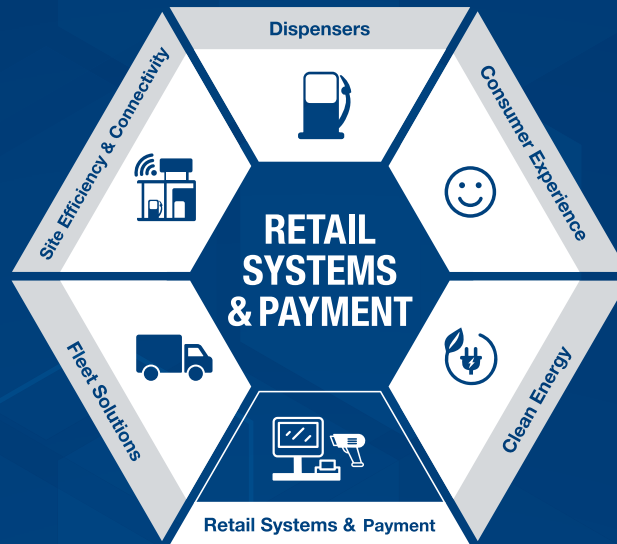 Dispensers
Site Efficiency & Connectivity
Consumer Experience
RETAIL
SYSTEMS
& PAYMENT
Fleet Solutions
Clean Energy
Retail Systems & Payment